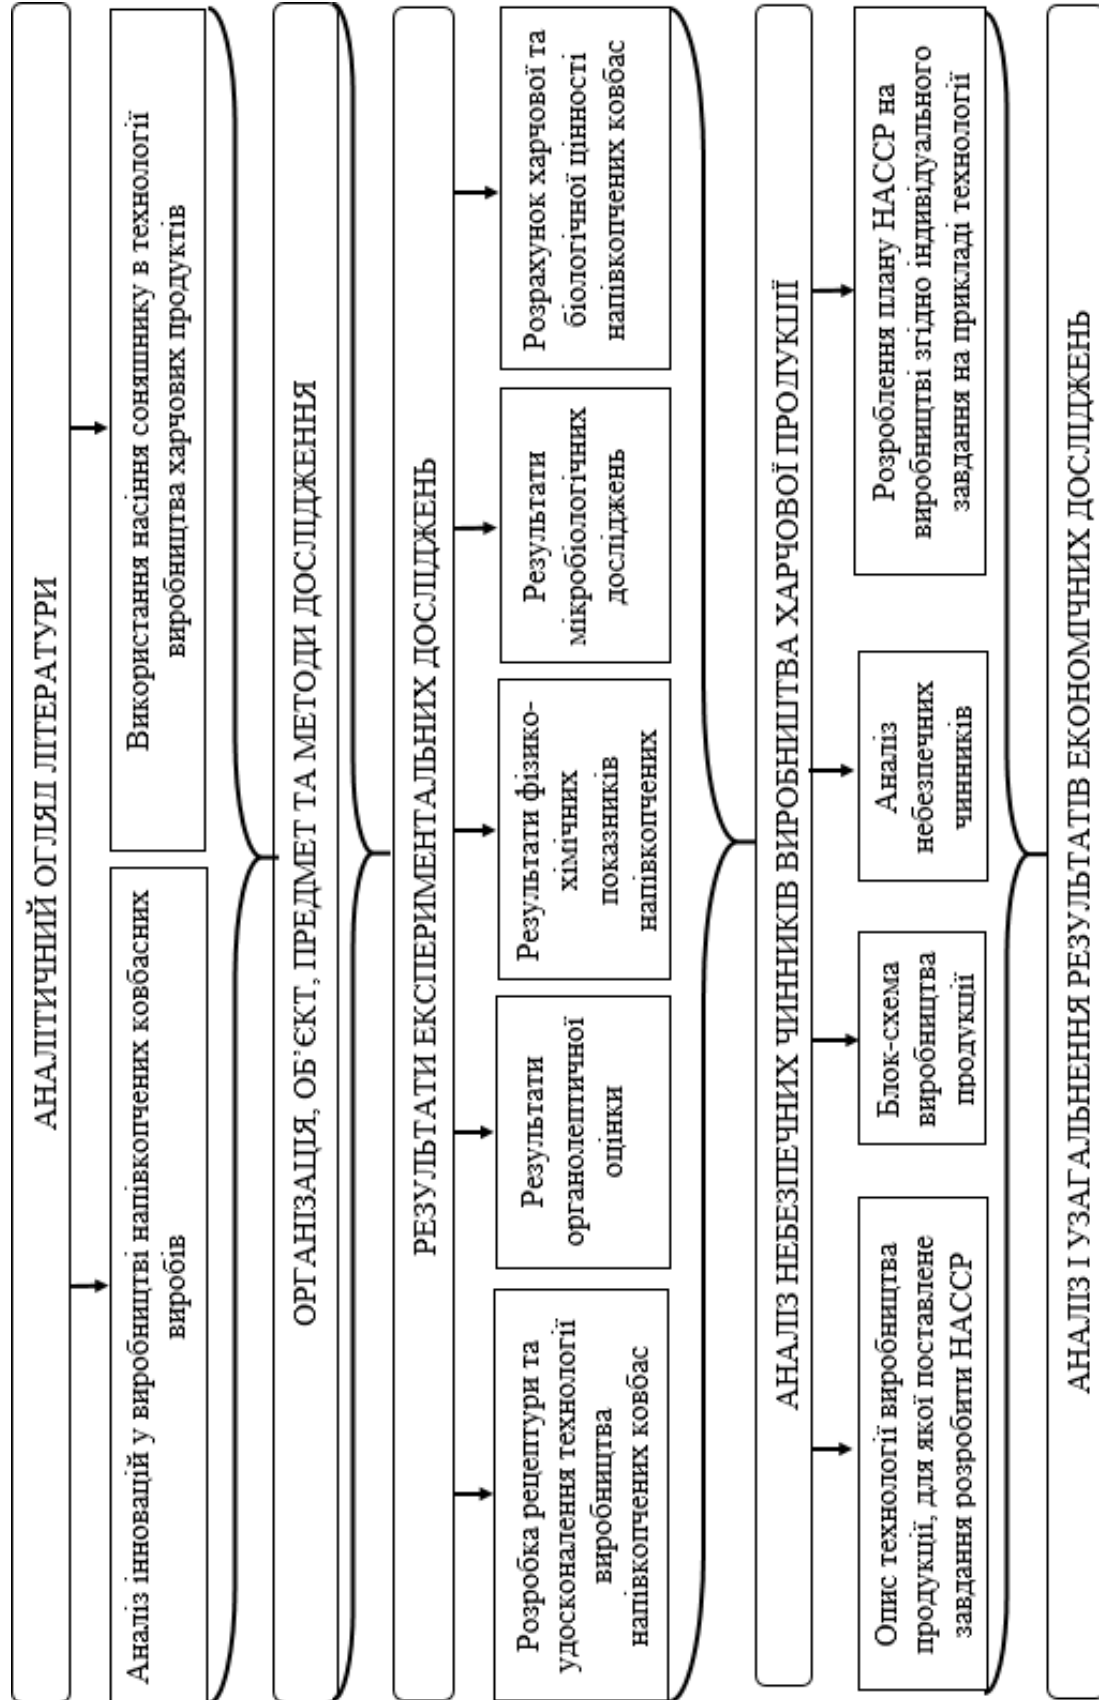 АНАЛІТИЧНИЙ ОГЛЯД ЛІТЕРАТУРИ
Аналіз інновацій у виробництві напівкопчених ковбасних
виробів
Використання насіння соняшнику в технології
виробництва харчових продуктів
ОРГАНІЗАЦІЯ, ОБ'ЄКТ, ПРЕДМЕТ ТА МЕТОДИ ДОСЛІДЖЕННЯ
РЕЗУЛЬТАТИ ЕКСПЕРИМЕНТАЛЬНИХ ДОСЛІДЖЕНЬ
Розробка рецептури та
удосконалення технології
виробництва
напівкопчених ковбас
Результати
органолептичної
оцінки
Результати фізико-
хімічних
показників
напівкопчених
Результати
мікробіологічних
досліджень
Розрахунок харчової та
біологічної цінності
напівкопчених ковбас
АНАЛІЗ НЕБЕЗПЕЧНИХ ЧИННИКІВ ВИРОБНИЦТВА ХАРЧОВОЇ ПРОДУКЦІЇ
Опис технології виробництва
продукції, для якої поставлене
завдання розробити НАССР
Блок-схема
виробництва
продукції
Аналіз
небезпечних
чинників
Розроблення плану НАССР на
виробництві згідно індивідуального
завдання на прикладі технології
АНАЛІЗ І УЗАГАЛЬНЕННЯ РЕЗУЛЬТАТІВ ЕКОНОМІЧНИХ ДОСЛІДЖЕНЬ